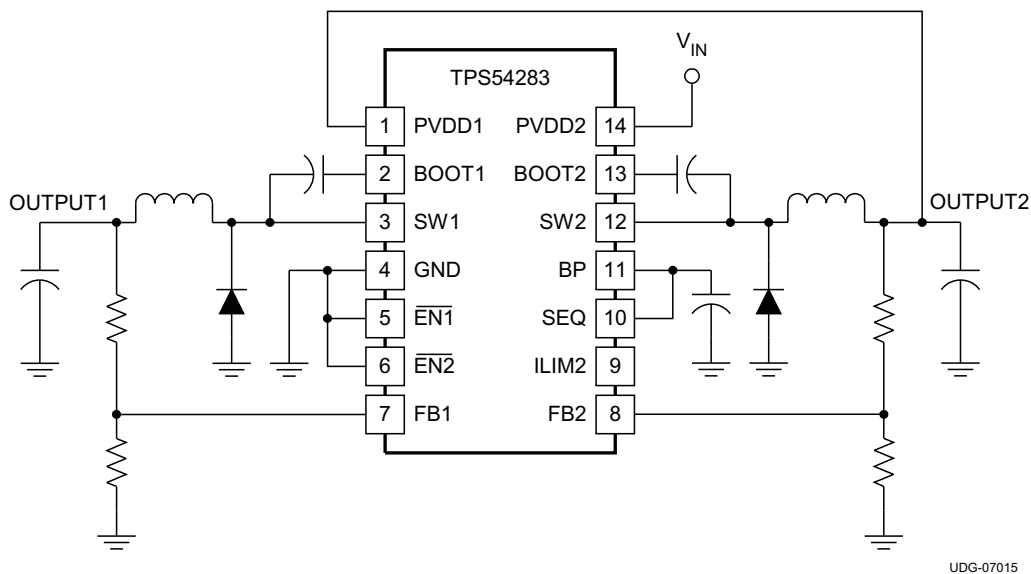 V_IN
TPS54283
1 PVDD1 PVDD2 14
2 BOOT1 BOOT2 13
OUTPUT1 OUTPUT2
3 SW1 SW2 12
4 GND BP 11
5 EN1 SEQ 10
6 EN2 ILIM2 9
7 FB1 FB2 8
UDG-07015